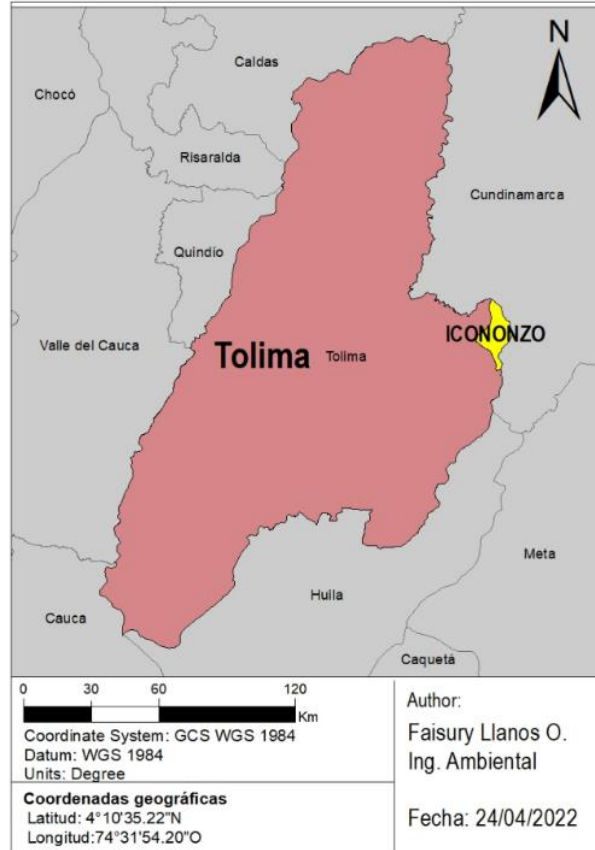 N
Caldas
Chocó
Risaralda
Cundinamarca
Quindío
ICONONZO
Valle del Cauca
Tolima
Tolima
Meta
Huila
Cauca
Caquetá
0 30 60 120
Km
Coordinate System: GCS WGS 1984
Datum: WGS 1984
Units: Degree
Coordenadas geográficas
Latitud: 4°10'35.22"N
Longitud:74°31'54.20"O
Author:
Faisury Llanos O.
Ing. Ambiental
Fecha: 24/04/2022